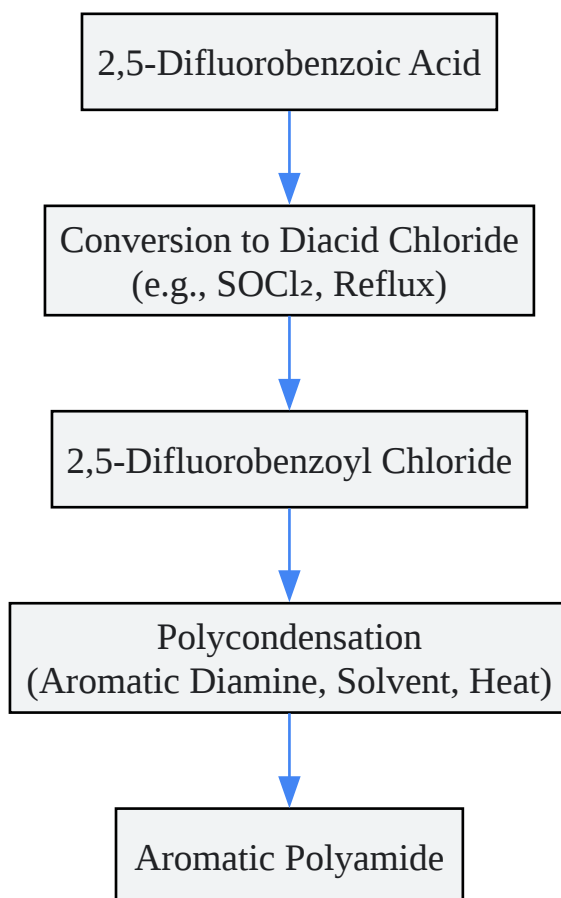 2,5-Difluorobenzoic Acid
Conversion to Diacid Chloride
(e.g., SOCl₂, Reflux)
2,5-Difluorobenzoyl Chloride
Polycondensation
(Aromatic Diamine, Solvent, Heat)
Aromatic Polyamide